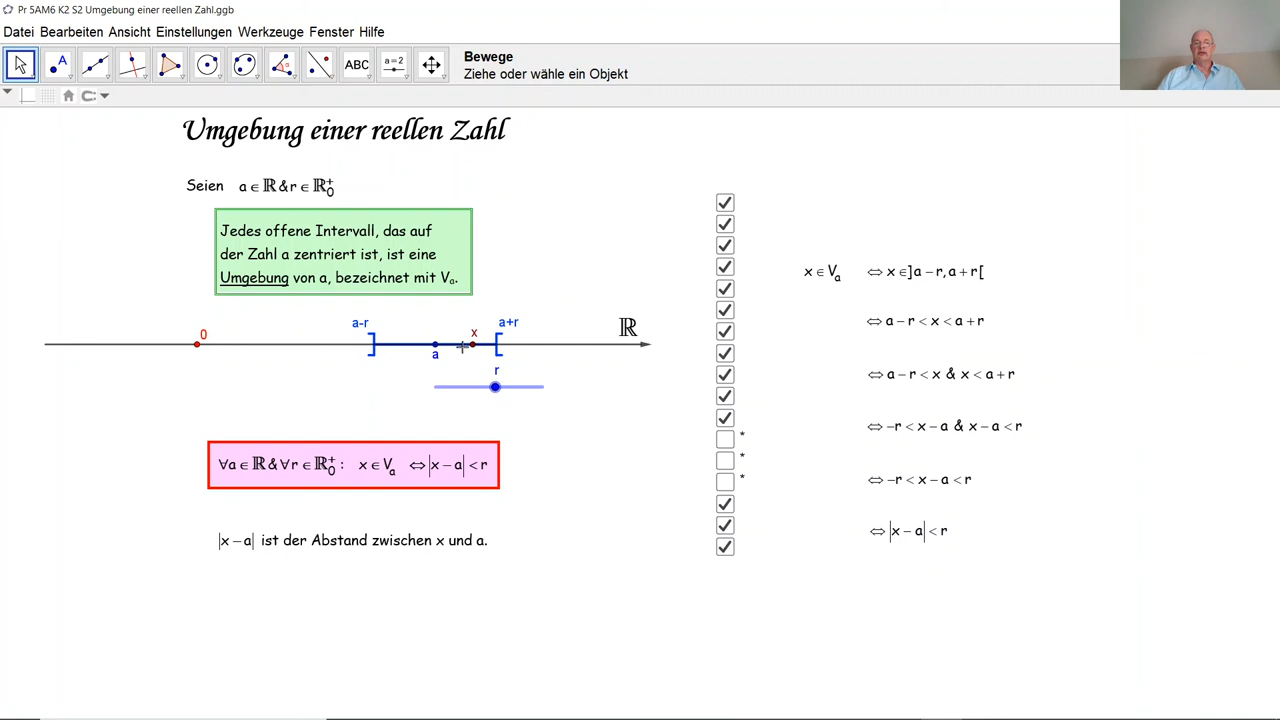 Pr 5AM6 K2 S2 Umgebung einer reellen Zahl.ggb
Datei Bearbeiten Ansicht Einstellungen Werkzeuge Fenster Hilfe
A
ABC
a=2
Bewege
Ziehe oder wähle ein Objekt
Umgebung einer reellen Zahl
Seien a ∈ ℝ & r ∈ ℝ₀⁺
Jedes offene Intervall, das auf
der Zahl a zentriert ist, ist eine
Umgebung von a, bezeichnet mit Vₐ.
a-r
a+r
0
x
ℝ
a
r
∀a ∈ ℝ & ∀r ∈ ℝ₀⁺ : x ∈ Vₐ ⇔ |x − a| < r
|x − a| ist der Abstand zwischen x und a.
*
*
*
x ∈ Vₐ ⇔ x ∈ ]a − r, a + r[
⇔ a − r < x < a + r
⇔ a − r < x & x < a + r
⇔ −r < x − a & x − a < r
⇔ −r < x − a < r
⇔ |x − a| < r